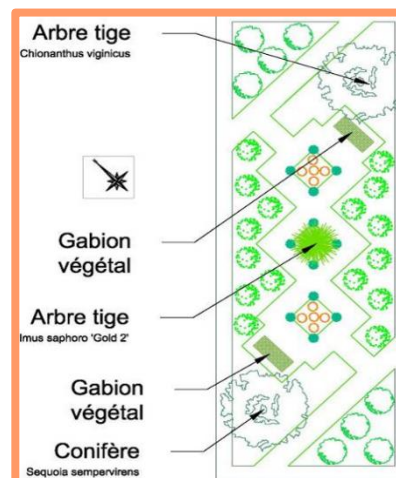 Arbre tige
Chionanthus viginicus
Gabion
végétal
Arbre tige
Imus saphoro 'Gold 2'
Gabion
végétal
Conifère
Sequoia sempervirens